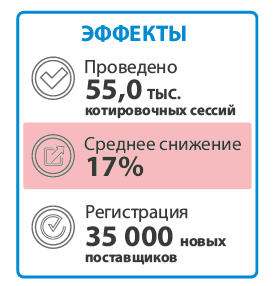 ЭФФЕКТЫ
Проведено
55,0 тыс.
котировочных сессий
Среднее снижение
17%
Регистрация
35 000 новых
поставщиков